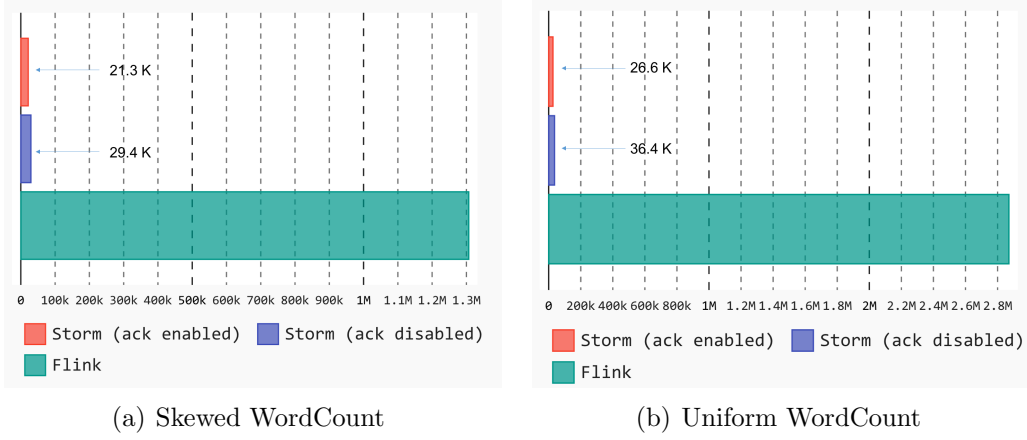 21.3 K
29.4 K
0 100k 200k 300k 400k 500k 600k 700k 800k 900k 1M 1.1M 1.2M 1.3M
Storm (ack enabled) Storm (ack disabled)
Flink
(a) Skewed WordCount
26.6 K
36.4 K
0 200k 400k 600k 800k 1M 1.2M 1.4M 1.6M 1.8M 2M 2.2M 2.4M 2.6M 2.8M
Storm (ack enabled) Storm (ack disabled)
Flink
(b) Uniform WordCount